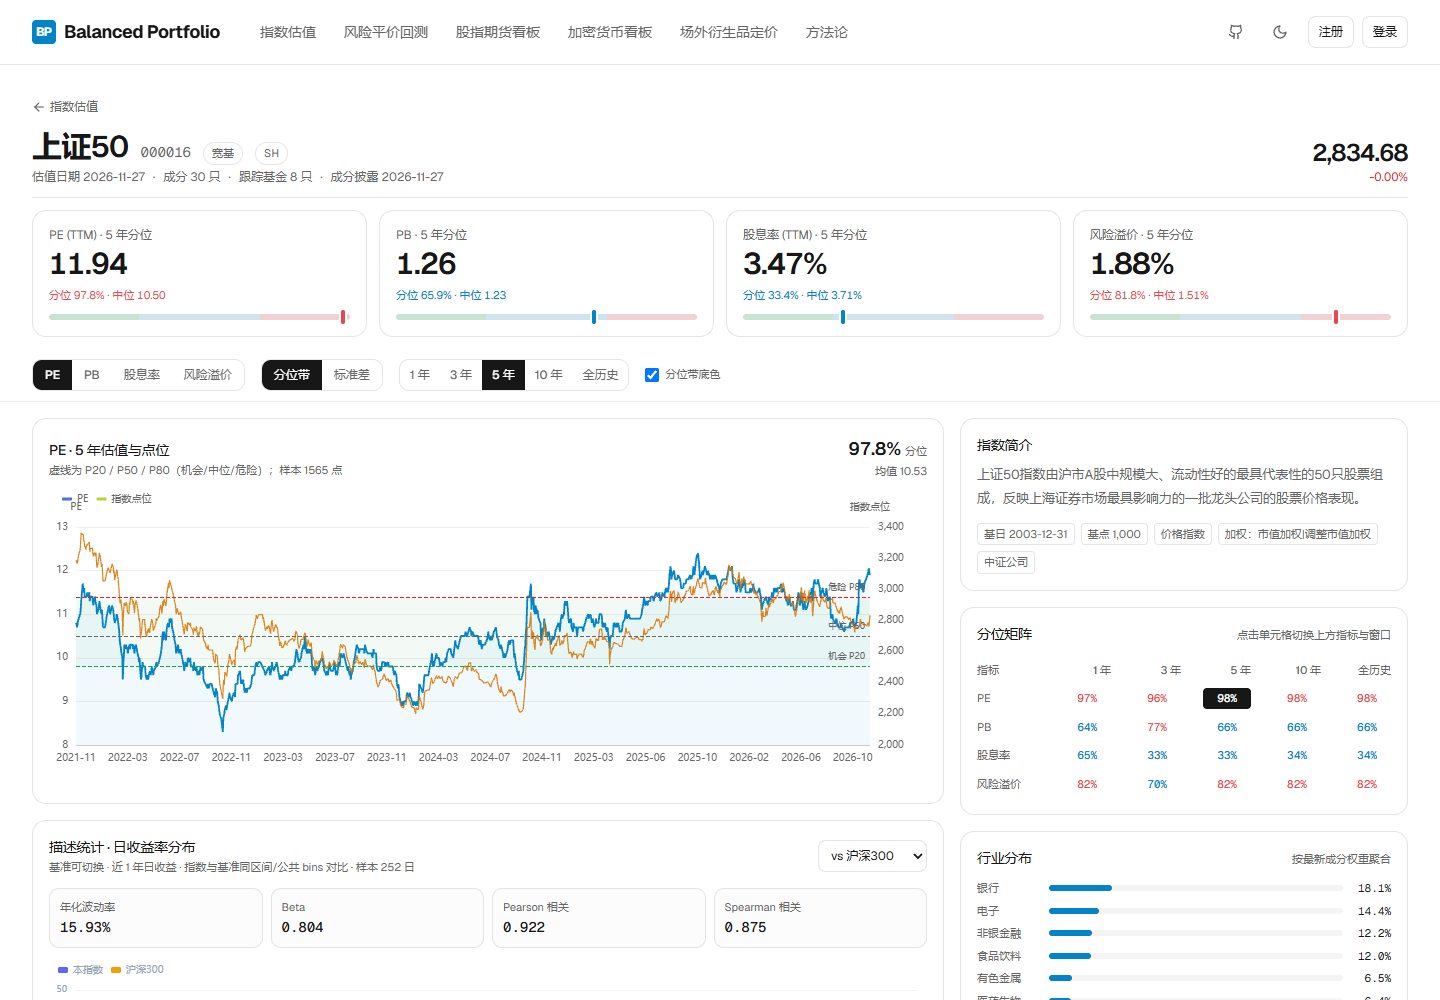 BP Balanced Portfolio 指数估值 风险平价回测 股指期货看板 加密货币看板 场外衍生品定价 方法论 注册 登录
← 指数估值
上证50 000016 宽基 SH
2,834.68
估值日期 2026-11-27 · 成分 30 只 · 跟踪基金 8 只 · 成分披露 2026-11-27
-0.00%
PE (TTM) · 5 年分位
11.94
分位 97.8% · 中位 10.50
PB · 5 年分位
1.26
分位 65.9% · 中位 1.23
股息率 (TTM) · 5 年分位
3.47%
分位 33.4% · 中位 3.71%
风险溢价 · 5 年分位
1.88%
分位 81.8% · 中位 1.51%
PE PB 股息率 风险溢价 分位带 标准差 1 年 3 年 5 年 10 年 全历史 分位带底色
PE · 5 年估值与点位
97.8% 分位
虚线为 P20 / P50 / P80（机会/中位/危险）；样本 1565 点
均值 10.53
PE 指数点位
PE
指数点位
13
12
11
10
9
8
3,400
3,200
3,000
2,800
2,600
2,400
2,200
2,000
危险 P80
中位 P50
机会 P20
2021-11 2022-03 2022-07 2022-11 2023-03 2023-07 2023-11 2024-03 2024-07 2024-11 2025-03 2025-06 2025-10 2026-02 2026-06 2026-10
描述统计 · 日收益率分布
基准可切换 · 近 1 年日收益 · 指数与基准同区间/公共 bins 对比 · 样本 252 日
vs 沪深300
年化波动率
15.93%
Beta
0.804
Pearson 相关
0.922
Spearman 相关
0.875
本指数 沪深300
50
指数简介
上证50指数由沪市A股中规模大、流动性好的最具代表性的50只股票组
成，反映上海证券市场最具影响力的一批龙头公司的股票价格表现。
基日 2003-12-31 基点 1,000 价格指数 加权：市值加权|调整市值加权
中证公司
分位矩阵 点击单元格切换上方指标与窗口
指标 1 年 3 年 5 年 10 年 全历史
PE 97% 96% 98% 98% 98%
PB 64% 77% 66% 66% 66%
股息率 65% 33% 33% 34% 34%
风险溢价 82% 70% 82% 82% 82%
行业分布 按最新成分权重聚合
银行 18.1%
电子 14.4%
非银金融 12.2%
食品饮料 12.0%
有色金属 6.5%